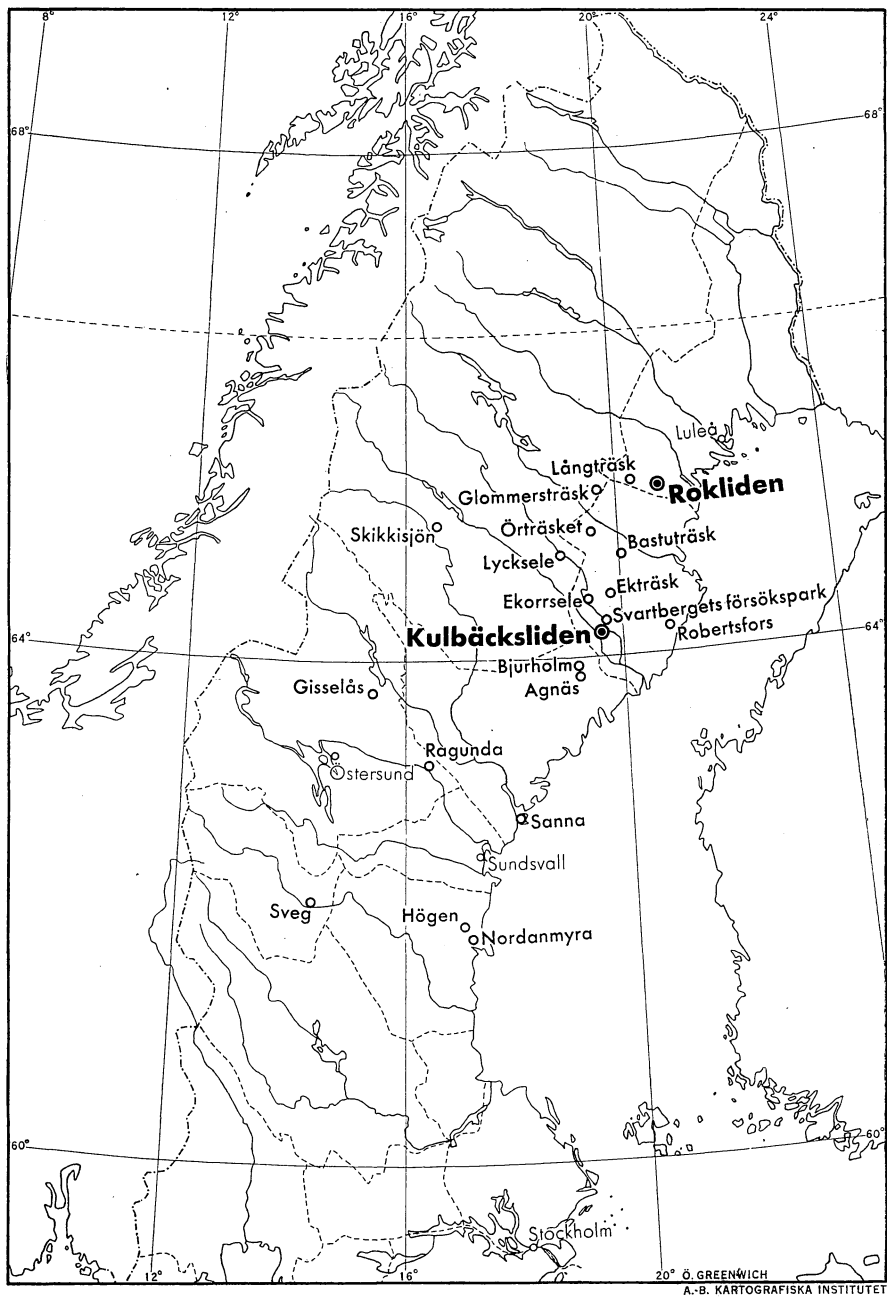 8° 12° 16° 20° 24°
68° 68°
Luleå
Långträsk
Rokliden
Glommersträsk
Örträsket
Skikkisjön
Bastuträsk
Lycksele
Ekträsk
Ekorrsele
Svartbergets försökspark
64° Kulbäcksliden Robertsfors 64°
Bjurholm
Agnäs
Gisselås
Ragunda
Östersund
Sanna
Sundsvall
Sveg
Högen
Nordanmyra
60° 60°
Stockholm
12° 16° 20° Ö. GREENWICH
A.-B. KARTOGRAFISKA INSTITUTET